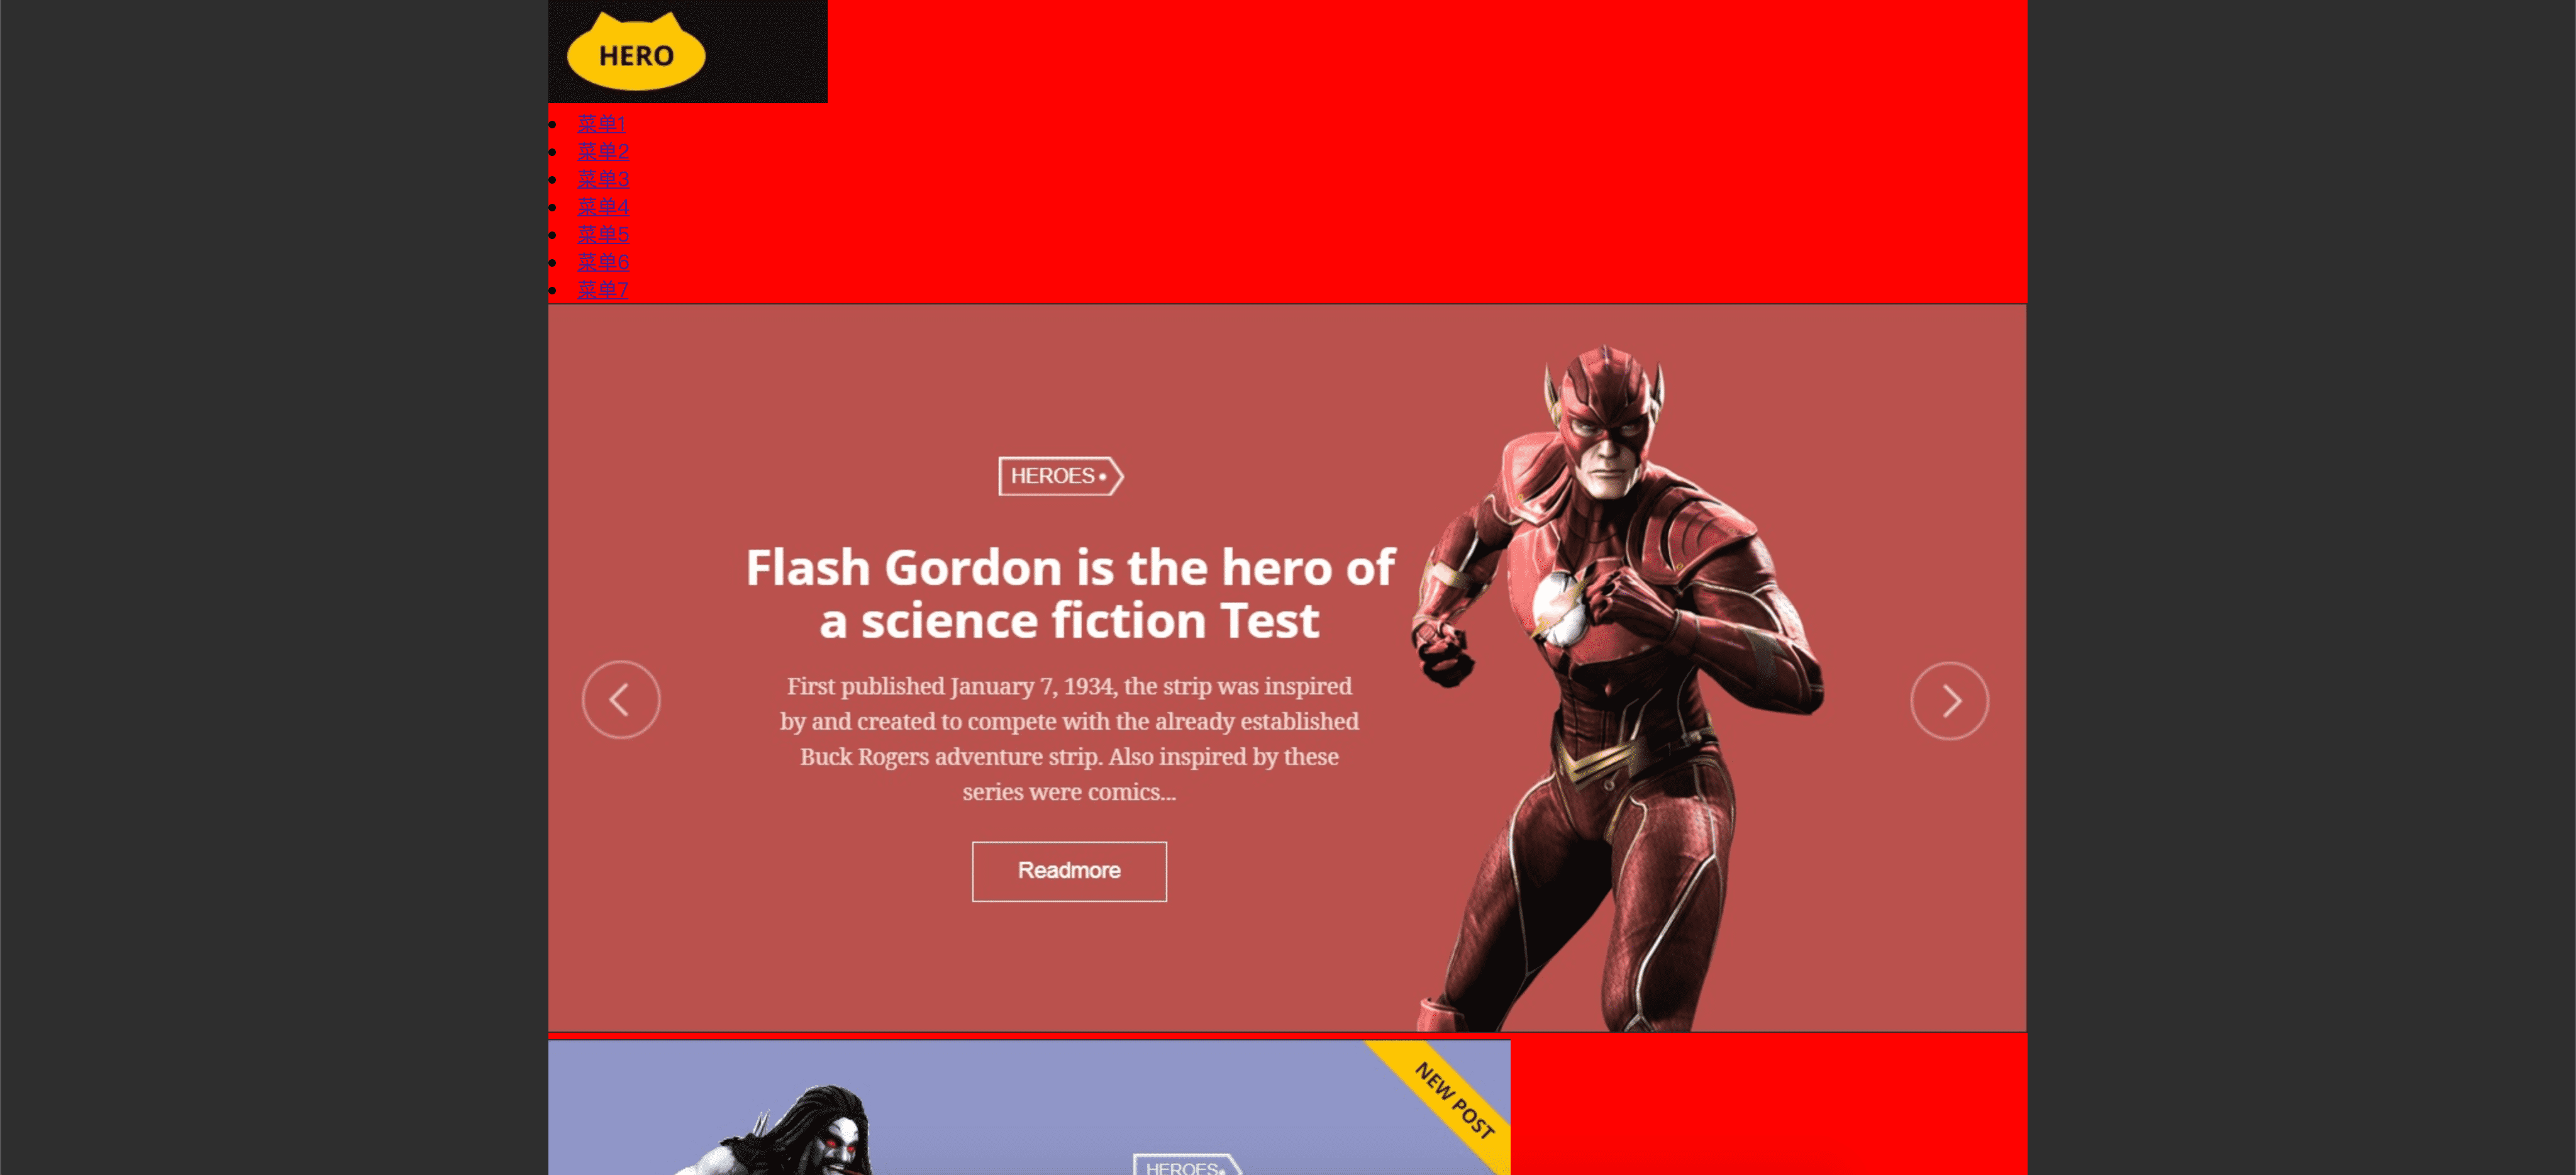 HERO
菜单1
菜单2
菜单3
菜单4
菜单5
菜单6
菜单7
HEROES
Flash Gordon is the hero of
a science fiction Test
First published January 7, 1934, the strip was inspired
by and created to compete with the already established
Buck Rogers adventure strip. Also inspired by these
series were comics...
Readmore
NEW POST
HEROES